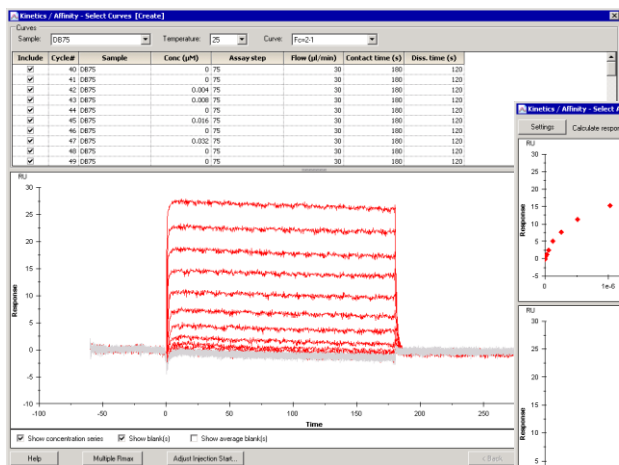 Kinetics / Affinity - Select Curves [Create]
Curves
Sample: DB75 Temperature: 25 Curve: Fc=2-1
Include Cycle# Sample Conc (µM) Assay step Flow (µl/min) Contact time (s) Diss. time (s)
40 DB75 0 75 30 180 120
41 DB75 0 75 30 180 120
42 DB75 0.004 75 30 180 120
43 DB75 0.008 75 30 180 120
44 DB75 0 75 30 180 120
45 DB75 0.016 75 30 180 120
46 DB75 0 75 30 180 120
47 DB75 0.032 75 30 180 120
48 DB75 0 75 30 180 120
49 DB75 0 75 30 180 120
RU
30
25
20
15
10
5
0
-5
-10
Response
-100 -50 0 50 100 150 200 250
Time
Show concentration series Show blank(s) Show average blank(s)
Help Multiple Rmax Adjust Injection Start... < Back
Kinetics / Affinity - Select A
Settings Calculate respor
RU
30
25
20
15
10
5
0
-5
Response
0 1e-6
RU
30
25
20
15
10
5
Response